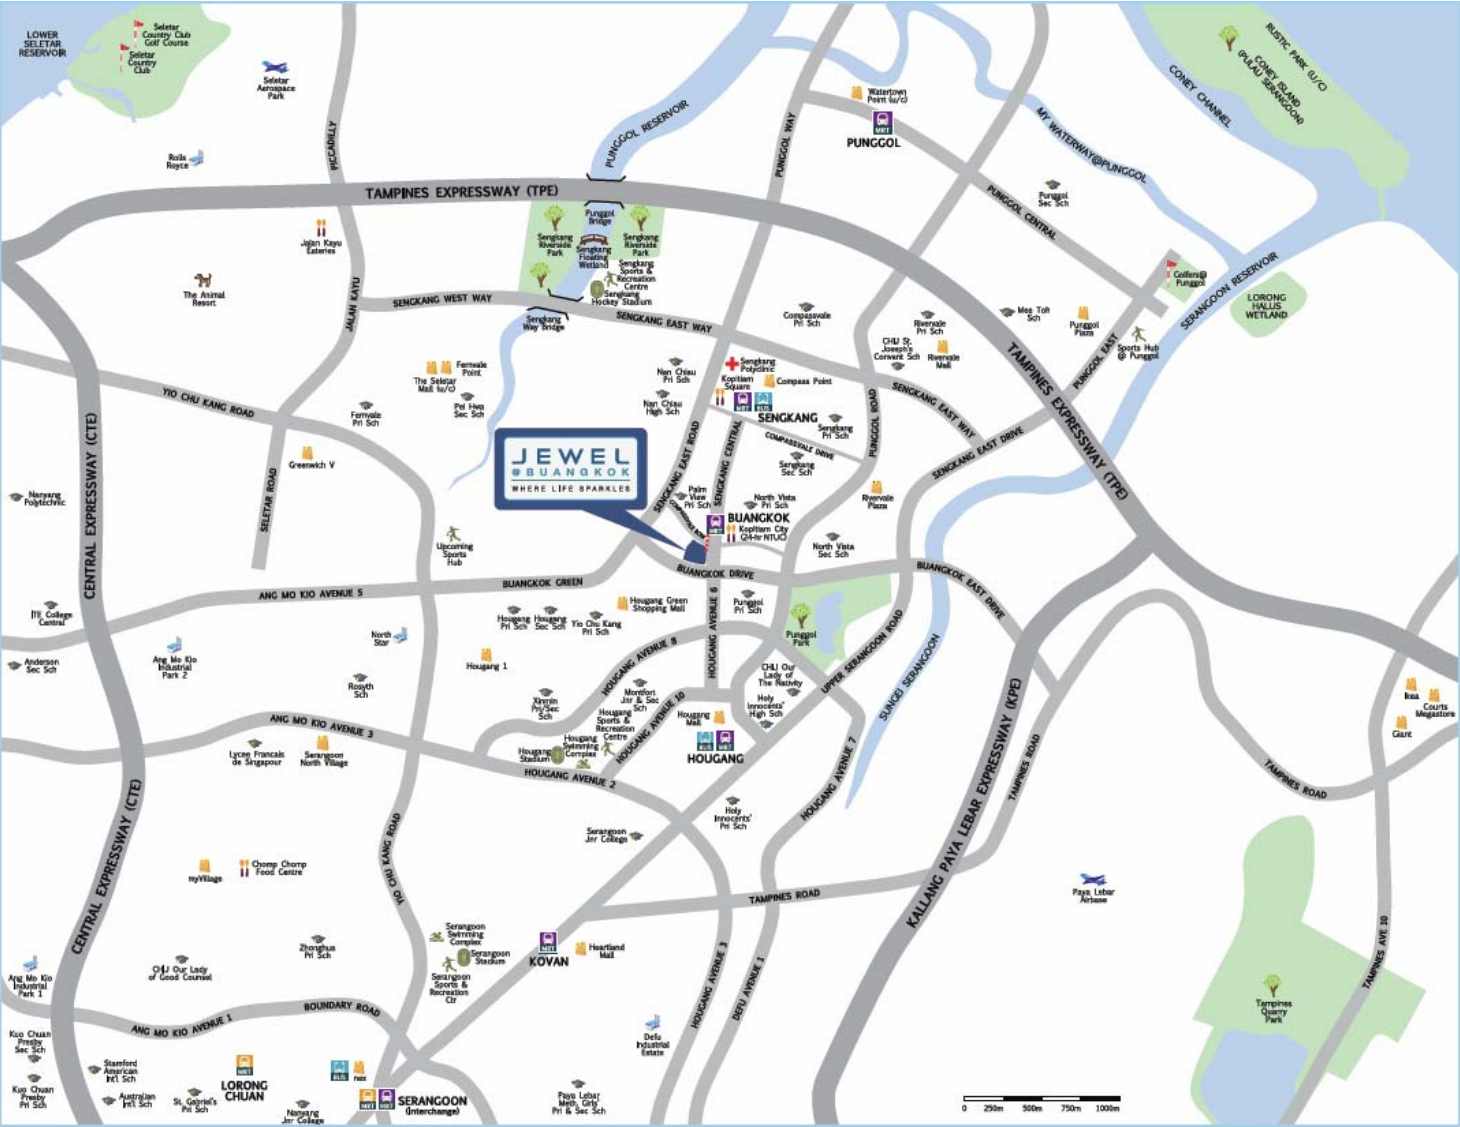 LOWER
SELETAR
RESERVOIR
Seletar
Country Club
Golf Course
Seletar
Country
Club
Seletar
Aerospace
Park
Rolls
Royce
PICCADILLY
PUNGGOL RESERVOIR
PUNGGOL WAY
Watertown
Point (u/c)
MRT
PUNGGOL
MY WATERWAY@PUNGGOL
CONEY CHANNEL
RUSTIC PARK (U/C)
CONEY ISLAND
(PULAU SERANGOON)
Punggol
Sec Sch
PUNGGOL CENTRAL
TAMPINES EXPRESSWAY (TPE)
Jalan Kayu
Eateries
The Animal
Resort
JALAN KAYU
Punggol
Bridge
Sengkang
Riverside
Park
Sengkang
Floating
Wetland
Sengkang
Riverside
Park
Sengkang
Sports &
Recreation
Centre
Sengkang
Hockey Stadium
SENGKANG WEST WAY
Sengkang
Way Bridge
SENGKANG EAST WAY
Compassvale
Pri Sch
Rivervale
Pri Sch
CHIJ St.
Joseph's
Convent Sch
Rivervale
Mall
Mee Toh
Sch
Punggol
Plaza
Golfers@
Punggol
Sports Hub
@ Punggol
PUNGGOL EAST
SERANGOON RESERVOIR
LORONG
HALUS
WETLAND
TAMPINES EXPRESSWAY (TPE)
YIO CHU KANG ROAD
Fernvale
Point
The Seletar
Mall (u/c)
Pei Hwa
Sec Sch
Fernvale
Pri Sch
Nan Chiau
Pri Sch
Nan Chiau
High Sch
Sengkang
Polyclinic
Kopitiam
Square
Compass Point
MRT
BUS
SENGKANG
Sengkang
Pri Sch
COMPASSVALE DRIVE
Sengkang
Sec Sch
PUNGGOL ROAD
SENGKANG EAST WAY
SENGKANG EAST DRIVE
Greenwich V
SELETAR ROAD
Nanyang
Polytechnic
CENTRAL EXPRESSWAY (CTE)
JEWEL
@BUANGKOK
WHERE LIFE SPARKLES
SENGKANG EAST ROAD
SENGKANG CENTRAL
Palm
View
Pri Sch
North Vista
Pri Sch
MRT
BUANGKOK
Kopitiam City
(24-hr NTUC)
North Vista
Sec Sch
Rivervale
Plaza
Upcoming
Sports
Hub
BUANGKOK DRIVE
BUANGKOK EAST DRIVE
BUANGKOK GREEN
ANG MO KIO AVENUE 5
ITE College
Central
Anderson
Sec Sch
Ang Mo Kio
Industrial
Park 2
North
Star
Rosyth
Sch
Hougang
Pri Sch
Hougang
Sec Sch
Yio Chu Kang
Pri Sch
Hougang Green
Shopping Mall
Hougang 1
HOUGANG AVENUE 6
Punggol
Pri Sch
Punggol
Park
UPPER SERANGOON ROAD
SUNGEI SERANGOON
HOUGANG AVENUE 8
CHIJ Our
Lady of
The Nativity
Holy
Innocents'
High Sch
Montfort
Jnr & Sec
Sch
Xinmin
Pri/Sec
Sch
Hougang
Sports &
Recreation
Centre
Hougang
Swimming
Complex
Hougang
Stadium
HOUGANG AVENUE 10
Hougang
Mall
BUS
MRT
HOUGANG
ANG MO KIO AVENUE 3
Lycee Francais
de Singapour
Serangoon
North Village
HOUGANG AVENUE 2
HOUGANG AVENUE 7
Holy
Innocents'
Pri Sch
Serangoon
Jnr College
KALLANG PAYA LEBAR EXPRESSWAY (KPE)
TAMPINES ROAD
TAMPINES ROAD
Ikea
Courts
Megastore
Giant
CENTRAL EXPRESSWAY (CTE)
YIO CHU KANG ROAD
myVillage
Chomp Chomp
Food Centre
TAMPINES ROAD
Paya Lebar
Airbase
TAMPINES AVE 10
Serangoon
Swimming
Complex
Serangoon
Stadium
Serangoon
Sports &
Recreation
Ctr
MRT
KOVAN
Heartland
Mall
Zhonghua
Pri Sch
CHIJ Our Lady
of Good Counsel
Ang Mo Kio
Industrial
Park 1
BOUNDARY ROAD
ANG MO KIO AVENUE 1
HOUGANG AVENUE 3
DEFU AVENUE 1
Defu
Industrial
Estate
Tampines
Quarry
Park
Kuo Chuan
Presby
Sec Sch
Kuo Chuan
Presby
Pri Sch
Stamford
American
Int'l Sch
Australian
Int'l Sch
St. Gabriel's
Pri Sch
MRT
LORONG
CHUAN
BUS
nex
Nanyang
Jnr College
MRT
MRT
SERANGOON
(Interchange)
Paya Lebar
Meth. Girls'
Pri & Sec Sch
0 250m 500m 750m 1000m